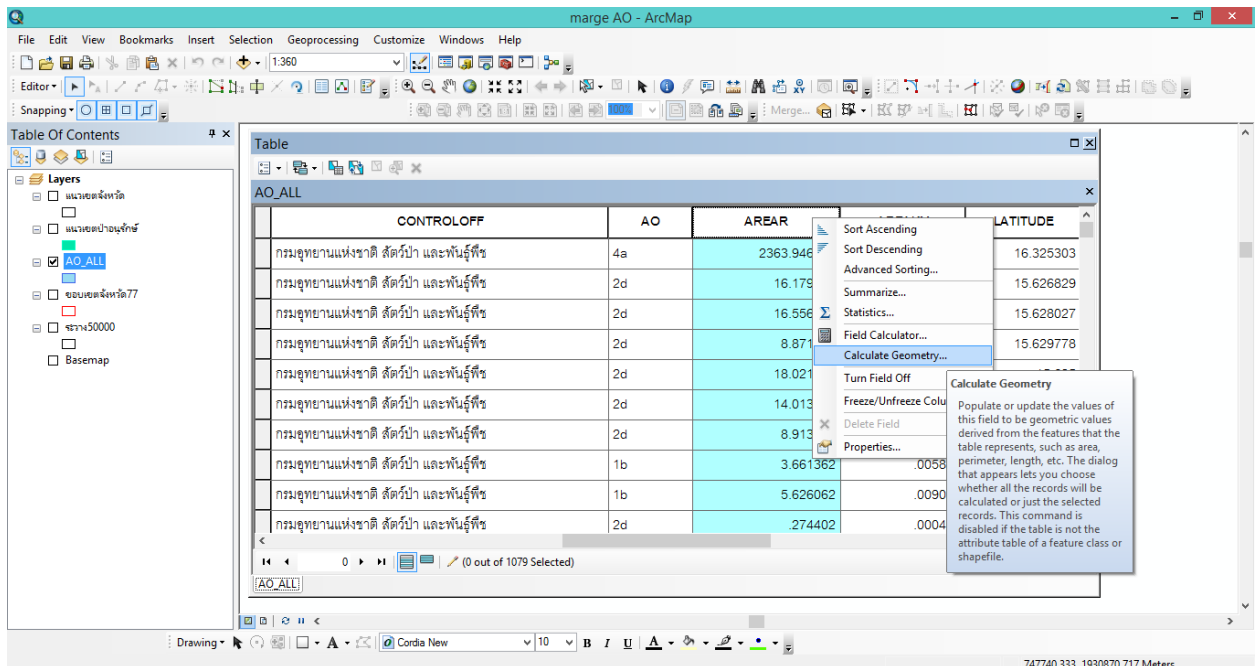 marge AO - ArcMap
File Edit View Bookmarks Insert Selection Geoprocessing Customize Windows Help
1:360
Editor
Snapping
100%
Merge...
Table Of Contents
Layers
แนวเขตจังหวัด
แนวเขตป่าอนุรักษ์
AO_ALL
ขอบเขตจังหวัด77
ระวาง50000
Basemap
Table
AO_ALL
CONTROLOFF AO AREAR LATITUDE
กรมอุทยานแห่งชาติ สัตว์ป่า และพันธุ์พืช 4a 2363.946 16.325303
กรมอุทยานแห่งชาติ สัตว์ป่า และพันธุ์พืช 2d 16.179 15.626829
กรมอุทยานแห่งชาติ สัตว์ป่า และพันธุ์พืช 2d 16.556 15.628027
กรมอุทยานแห่งชาติ สัตว์ป่า และพันธุ์พืช 2d 8.871 15.629778
กรมอุทยานแห่งชาติ สัตว์ป่า และพันธุ์พืช 2d 18.021
กรมอุทยานแห่งชาติ สัตว์ป่า และพันธุ์พืช 2d 14.013
กรมอุทยานแห่งชาติ สัตว์ป่า และพันธุ์พืช 2d 8.913
กรมอุทยานแห่งชาติ สัตว์ป่า และพันธุ์พืช 1b 3.661362 .0058
กรมอุทยานแห่งชาติ สัตว์ป่า และพันธุ์พืช 1b 5.626062 .0090
กรมอุทยานแห่งชาติ สัตว์ป่า และพันธุ์พืช 2d .274402 .0004
Sort Ascending
Sort Descending
Advanced Sorting...
Summarize...
Σ Statistics...
Field Calculator...
Calculate Geometry...
Turn Field Off
Freeze/Unfreeze Colu
Delete Field
Properties...
Calculate Geometry
Populate or update the values of
this field to be geometric values
derived from the features that the
table represents, such as area,
perimeter, length, etc. The dialog
that appears lets you choose
whether all the records will be
calculated or just the selected
records. This command is
disabled if the table is not the
attribute table of a feature class or
shapefile.
0 (0 out of 1079 Selected)
AO_ALL
Drawing A Cordia New 10 B I U A
747740.333 1930870.717 Meters